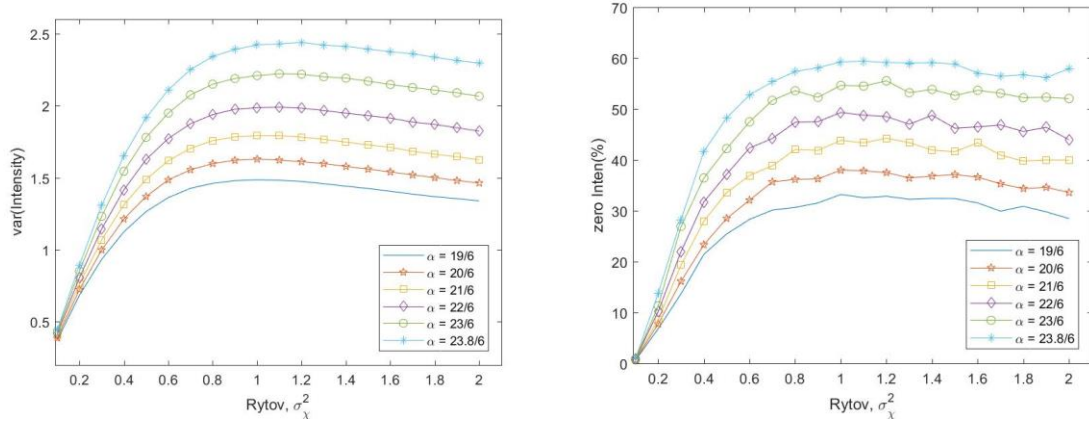 var(Intensity)
2.5
2
1.5
1
0.5
0.2 0.4 0.6 0.8 1 1.2 1.4 1.6 1.8 2
Rytov, σ²χ
α = 19/6
α = 20/6
α = 21/6
α = 22/6
α = 23/6
α = 23.8/6
zero Inten(%)
70
60
50
40
30
20
10
0
0.2 0.4 0.6 0.8 1 1.2 1.4 1.6 1.8 2
Rytov, σ²χ
α = 19/6
α = 20/6
α = 21/6
α = 22/6
α = 23/6
α = 23.8/6